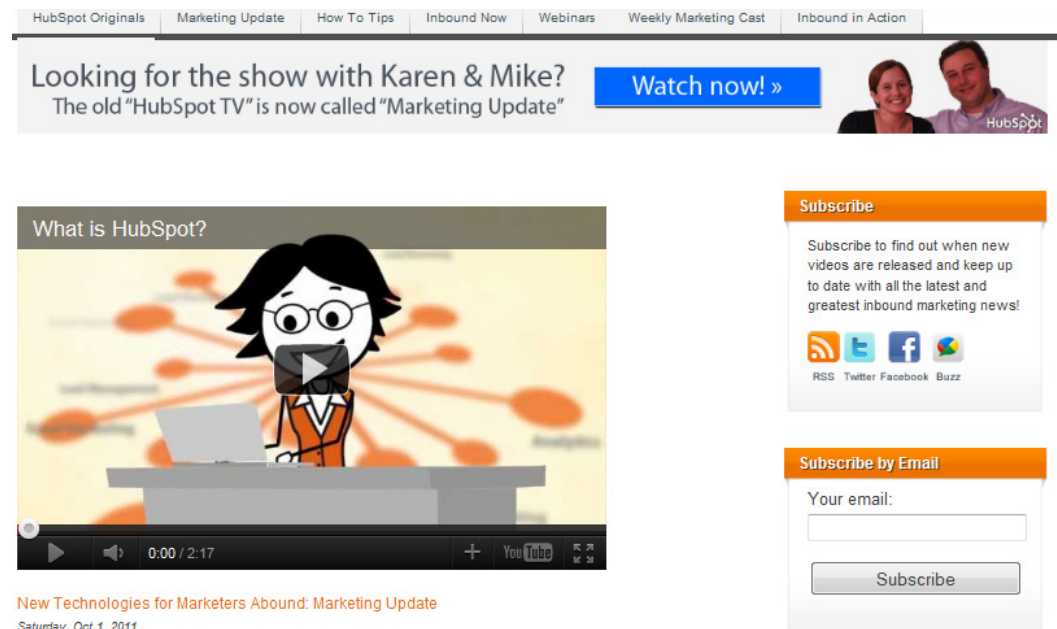 HubSpot Originals
Marketing Update
How To Tips
Inbound Now
Webinars
Weekly Marketing Cast
Inbound in Action
Looking for the show with Karen & Mike?
The old "HubSpot TV" is now called "Marketing Update"
Watch now! »
HubSpot
What is HubSpot?
Lead Management
Analytics
0:00 / 2:17
YouTube
New Technologies for Marketers Abound: Marketing Update
Saturday, Oct 1, 2011
Subscribe
Subscribe to find out when new
videos are released and keep up
to date with all the latest and
greatest inbound marketing news!
RSS Twitter Facebook Buzz
Subscribe by Email
Your email:
Subscribe